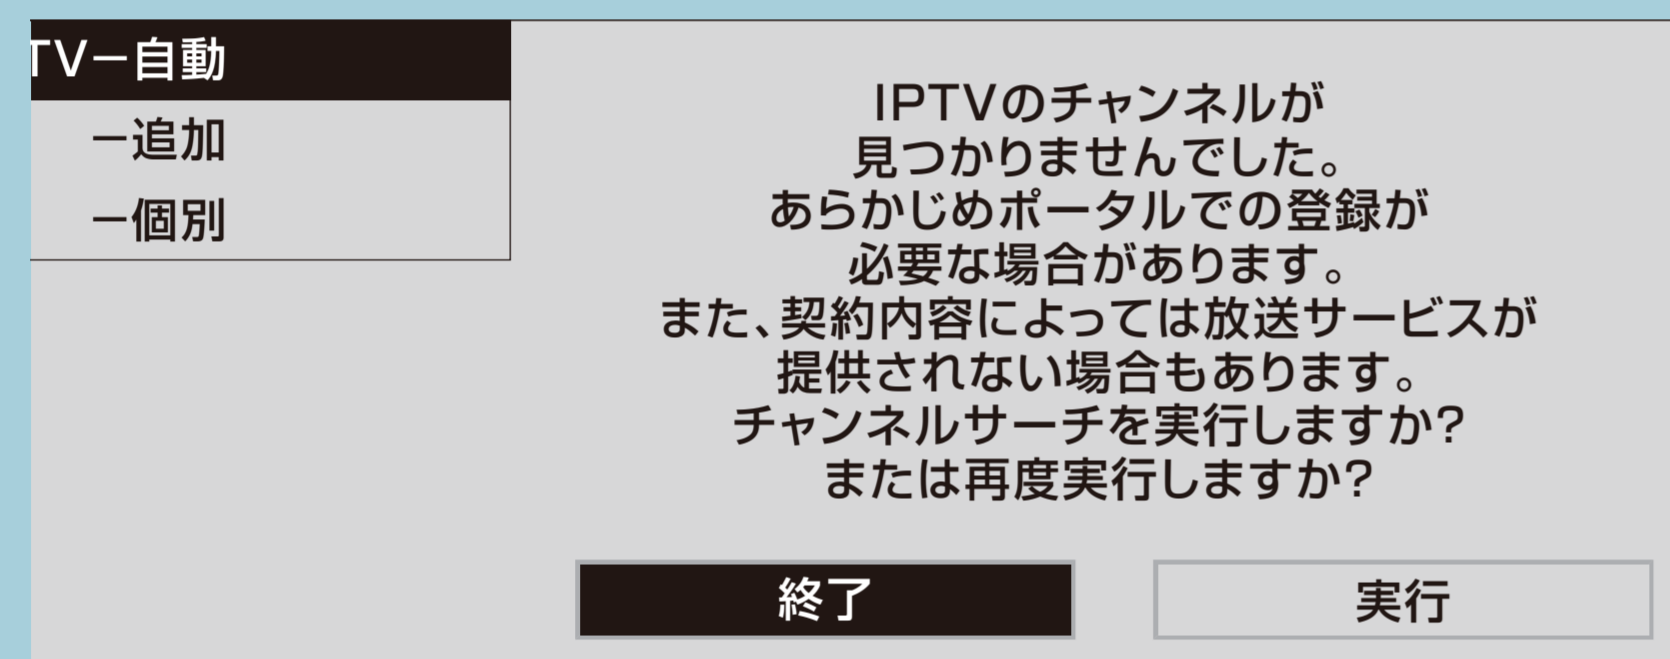 TV－自動
－追加
－個別
IPTVのチャンネルが
見つかりませんでした。
あらかじめポータルでの登録が
必要な場合があります。
また、契約内容によっては放送サービスが
提供されない場合もあります。
チャンネルサーチを実行しますか?
または再度実行しますか?
終了
実行